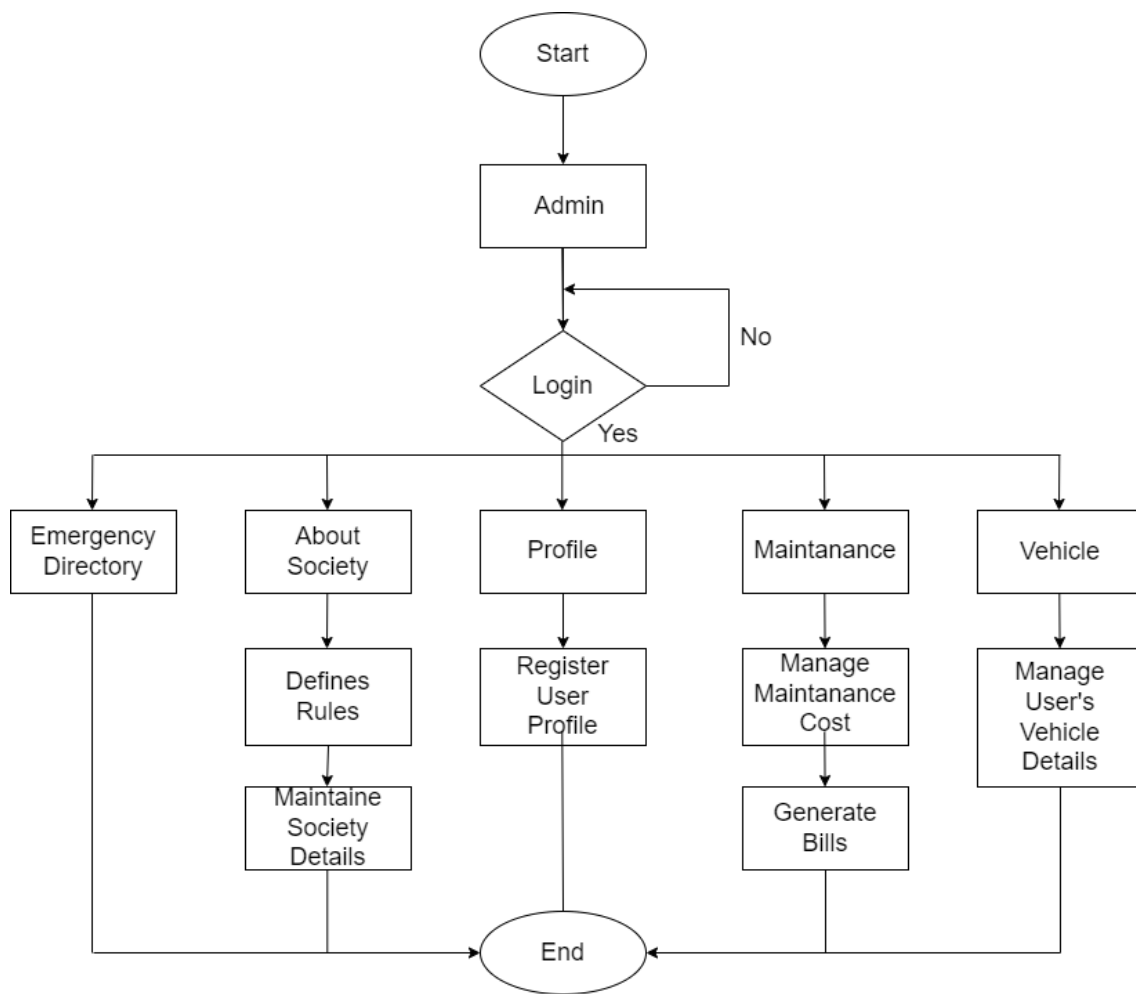 Start
Admin
No
Login
Yes
Emergency
Directory
About
Society
Profile
Maintanance
Vehicle
Defines
Rules
Register
User
Profile
Manage
Maintanance
Cost
Manage
User's
Vehicle
Details
Maintaine
Society
Details
Generate
Bills
End